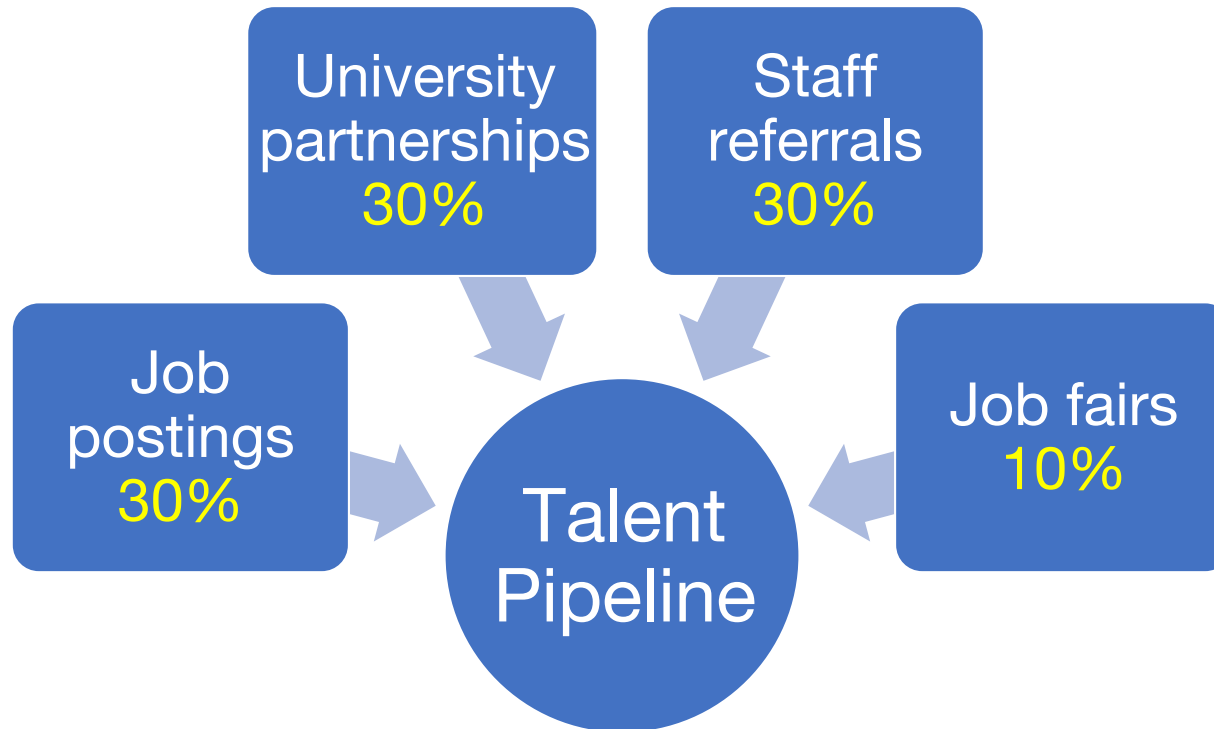 University
partnerships
30%
Staff
referrals
30%
Job
postings
30%
Job fairs
10%
Talent
Pipeline